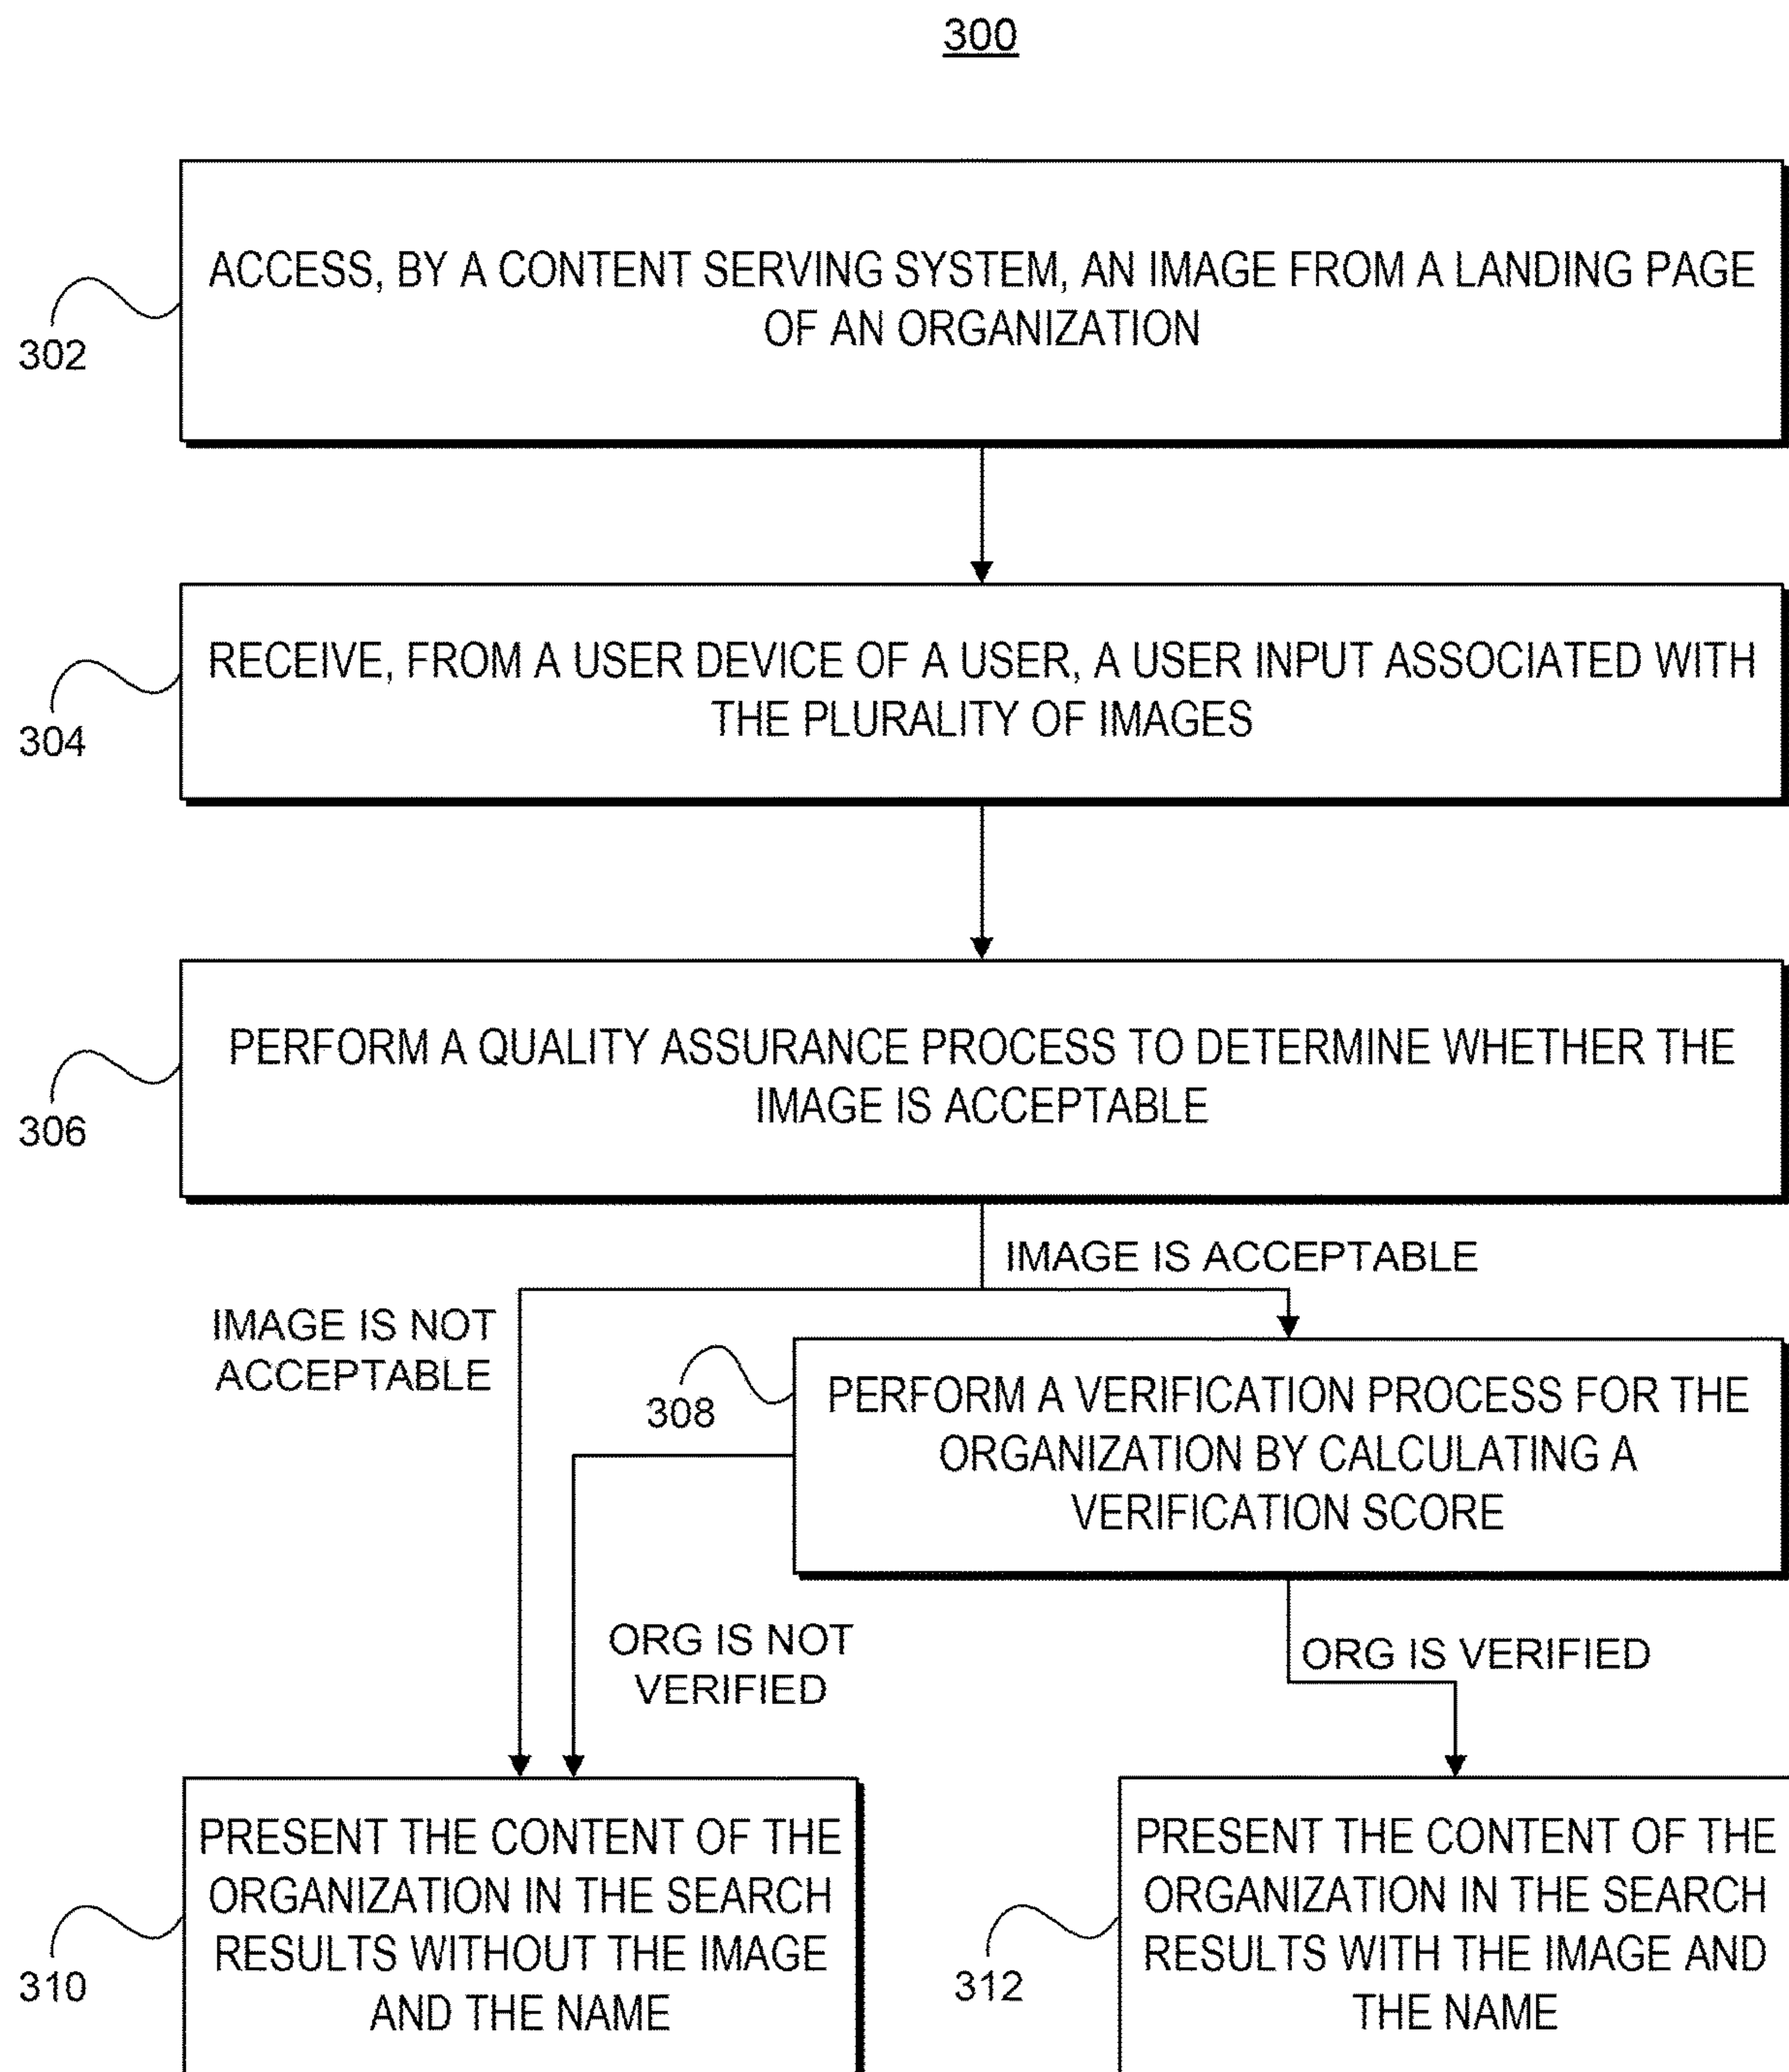 300
ACCESS, BY A CONTENT SERVING SYSTEM, AN IMAGE FROM A LANDING PAGE
OF AN ORGANIZATION
302
RECEIVE, FROM A USER DEVICE OF A USER, A USER INPUT ASSOCIATED WITH
THE PLURALITY OF IMAGES
304
PERFORM A QUALITY ASSURANCE PROCESS TO DETERMINE WHETHER THE
IMAGE IS ACCEPTABLE
306
IMAGE IS ACCEPTABLE
IMAGE IS NOT
ACCEPTABLE
308
PERFORM A VERIFICATION PROCESS FOR THE
ORGANIZATION BY CALCULATING A
VERIFICATION SCORE
ORG IS NOT
VERIFIED
ORG IS VERIFIED
PRESENT THE CONTENT OF THE
ORGANIZATION IN THE SEARCH
RESULTS WITHOUT THE IMAGE
AND THE NAME
310
PRESENT THE CONTENT OF THE
ORGANIZATION IN THE SEARCH
RESULTS WITH THE IMAGE AND
THE NAME
312